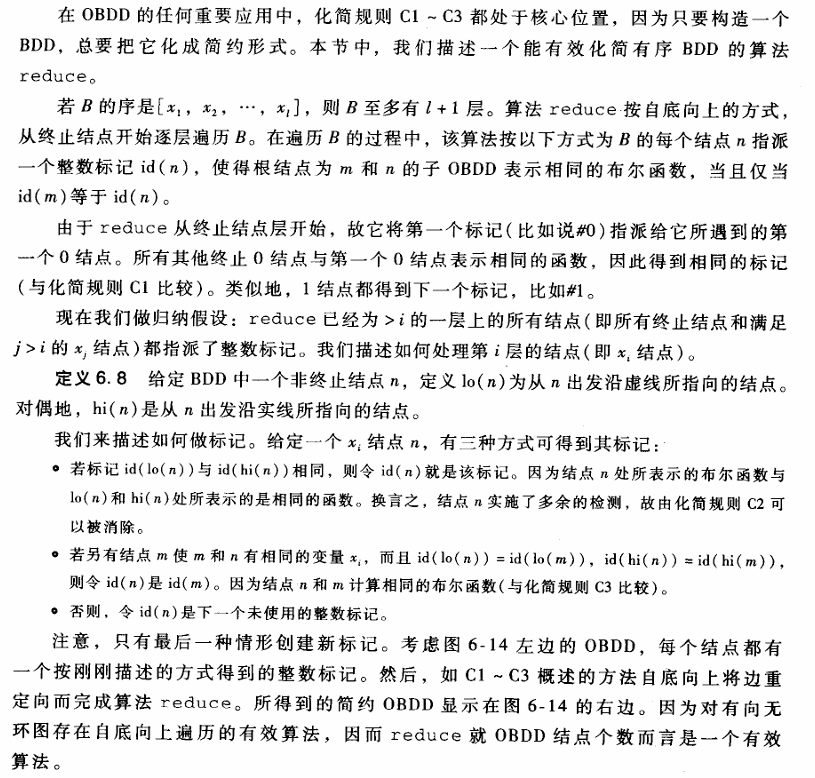 在 OBDD 的任何重要应用中，化简规则 C1 ~ C3 都处于核心位置，因为只要构造一个
BDD，总要把它化成简约形式。本节中，我们描述一个能有效化简有序 BDD 的算法
reduce。
若 B 的序是[x₁，x₂，…，xₗ]，则 B 至多有 l + 1 层。算法 reduce 按自底向上的方式，
从终止结点开始逐层遍历 B。在遍历 B 的过程中，该算法按以下方式为 B 的每个结点 n 指派
一个整数标记 id(n)，使得根结点为 m 和 n 的子 OBDD 表示相同的布尔函数，当且仅当
id(m)等于 id(n)。
由于 reduce 从终止结点层开始，故它将第一个标记(比如说#0)指派给它所遇到的第
一个 0 结点。所有其他终止 0 结点与第一个 0 结点表示相同的函数，因此得到相同的标记
(与化简规则 C1 比较)。类似地，1 结点都得到下一个标记，比如#1。
现在我们做归纳假设：reduce 已经为 > i 的一层上的所有结点(即所有终止结点和满足
j > i 的 xⱼ 结点)都指派了整数标记。我们描述如何处理第 i 层的结点(即 xᵢ 结点)。
定义 6.8 给定 BDD 中一个非终止结点 n，定义 lo(n)为从 n 出发沿虚线所指向的结点。
对偶地，hi(n)是从 n 出发沿实线所指向的结点。
我们来描述如何做标记。给定一个 xᵢ 结点 n，有三种方式可得到其标记：
• 若标记 id(lo(n))与 id(hi(n))相同，则令 id(n)就是该标记。因为结点 n 处所表示的布尔函数与
lo(n)和 hi(n)处所表示的是相同的函数。换言之，结点 n 实施了多余的检测，故由化简规则 C2 可
以被消除。
• 若另有结点 m 使 m 和 n 有相同的变量 xᵢ，而且 id(lo(n)) = id(lo(m))，id(hi(n)) = id(hi(m))，
则令 id(n)是 id(m)。因为结点 n 和 m 计算相同的布尔函数(与化简规则 C3 比较)。
• 否则，令 id(n)是下一个未使用的整数标记。
注意，只有最后一种情形创建新标记。考虑图 6-14 左边的 OBDD，每个结点都有
一个按刚刚描述的方式得到的整数标记。然后，如 C1 ~ C3 概述的方法自底向上将边重
定向而完成算法 reduce。所得到的简约 OBDD 显示在图 6-14 的右边。因为对有向无
环图存在自底向上遍历的有效算法，因而 reduce 就 OBDD 结点个数而言是一个有效
算法。